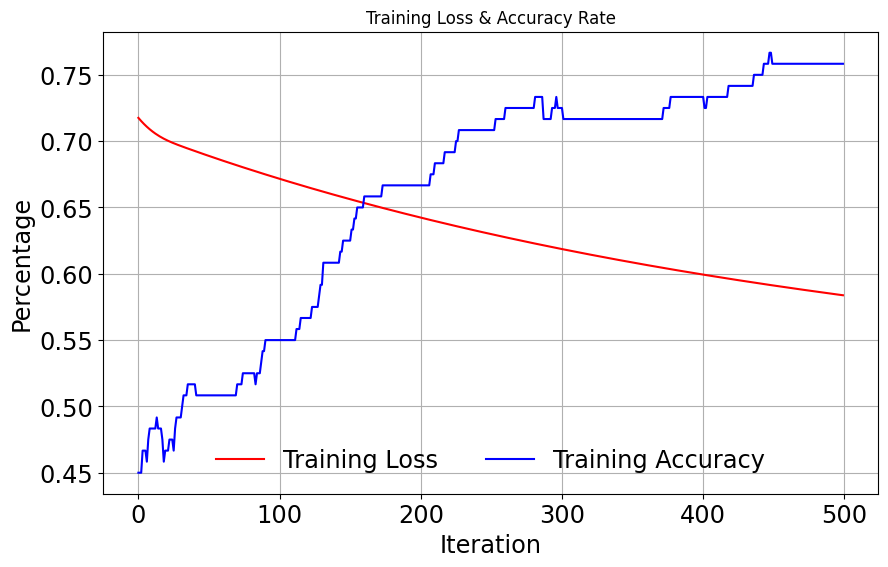 Training Loss & Accuracy Rate
Percentage
0.75
0.70
0.65
0.60
0.55
0.50
0.45
Training Loss Training Accuracy
0 100 200 300 400 500
Iteration